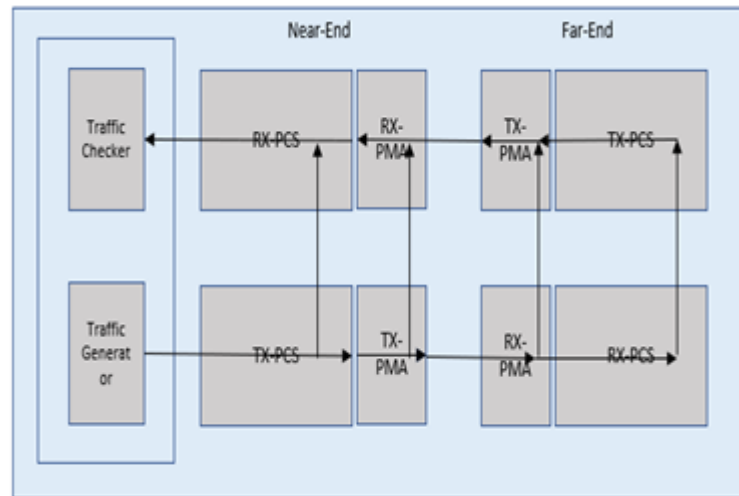 Near-End
Far-End
Traffic
Checker
RX-PCS
RX-
PMA
TX-
PMA
TX-PCS
Traffic
Generat
or
TX-PCS
TX-
PMA
RX-
PMA
RX-PCS